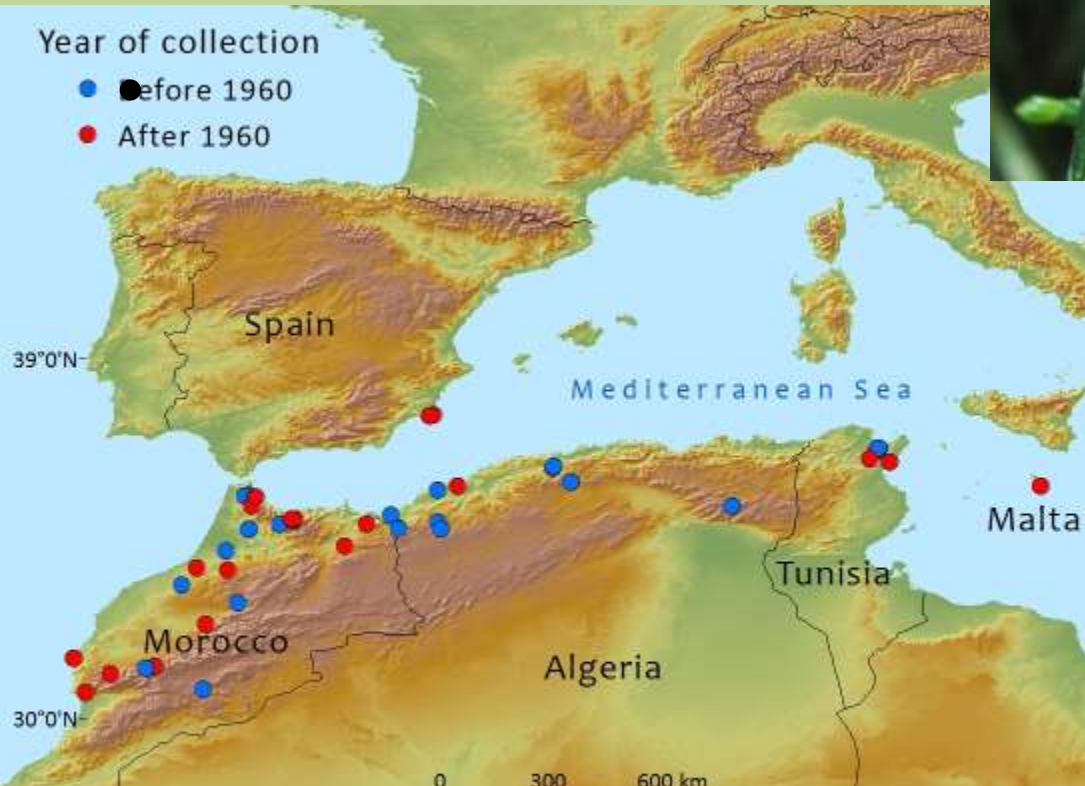 Year of collection
Before 1960
After 1960
Spain
39°0'N
Mediterranean Sea
Malta
Tunisia
Morocco
Algeria
30°0'N
0 300 600 km